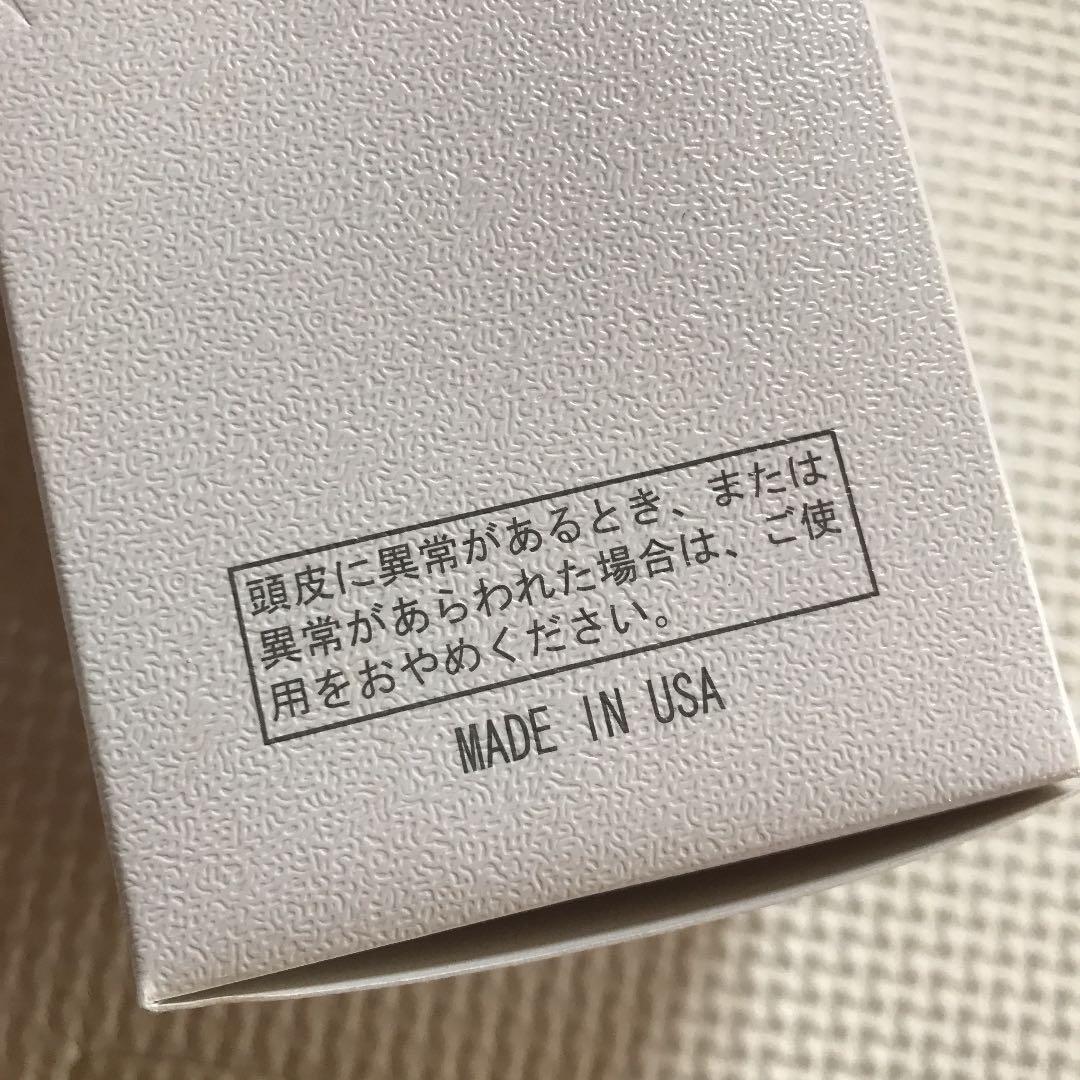 頭皮に異常があるとき、または
異常があらわれた場合は、ご使
用をおやめください。
MADE IN USA